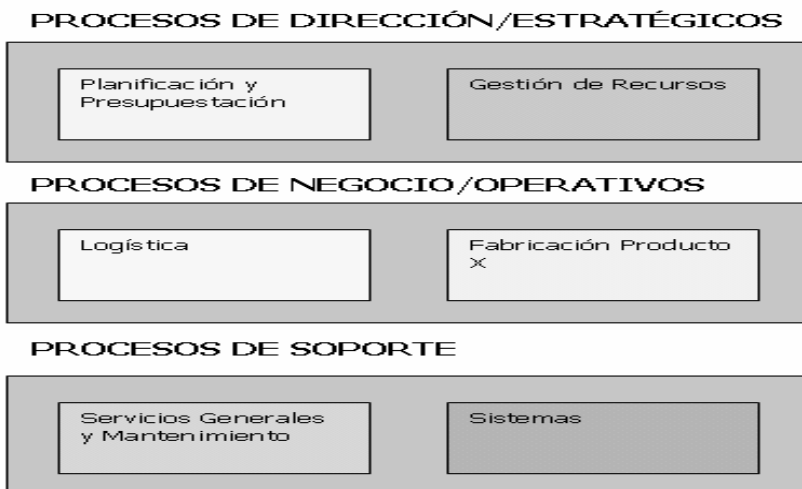 PROCESOS DE DIRECCIÓN/ESTRATÉGICOS
Planificación y
Presupuestación
Gestión de Recursos
PROCESOS DE NEGOCIO/OPERATIVOS
Logística
Fabricación Producto
X
PROCESOS DE SOPORTE
Servicios Generales
y Mantenimiento
Sistemas